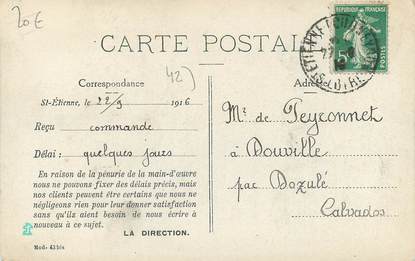 20€
CARTE POSTALE
RÉPUBLIQUE FRANÇAISE
5c POSTES
Correspondance
42)
St-Étienne, le 22/5 1916
Reçu commande
Délai : quelques jours
En raison de la pénurie de la main-d'œuvre
nous ne pouvons fixer des délais précis, mais
nos clients peuvent être certains que nous ne
négligeons rien pour leur donner satisfaction
sans qu'ils aient besoin de nous écrire à
nouveau à ce sujet.
LA DIRECTION.
Mod. 43 bis
Mr de Peyronnet
à Douville
par Dozulé
Calvados